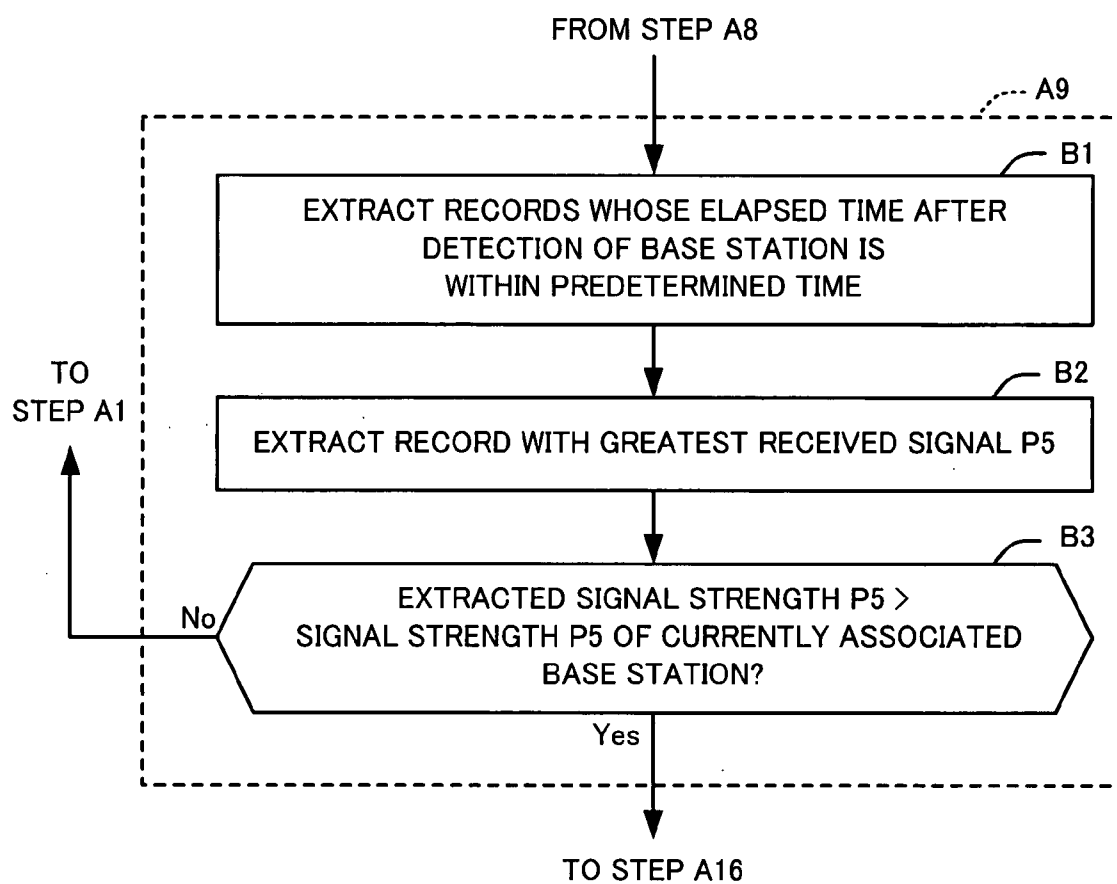 FROM STEP A8
A9
B1
EXTRACT RECORDS WHOSE ELAPSED TIME AFTER
DETECTION OF BASE STATION IS
WITHIN PREDETERMINED TIME
TO
STEP A1
B2
EXTRACT RECORD WITH GREATEST RECEIVED SIGNAL P5
B3
EXTRACTED SIGNAL STRENGTH P5 >
SIGNAL STRENGTH P5 OF CURRENTLY ASSOCIATED
BASE STATION?
No
Yes
TO STEP A16